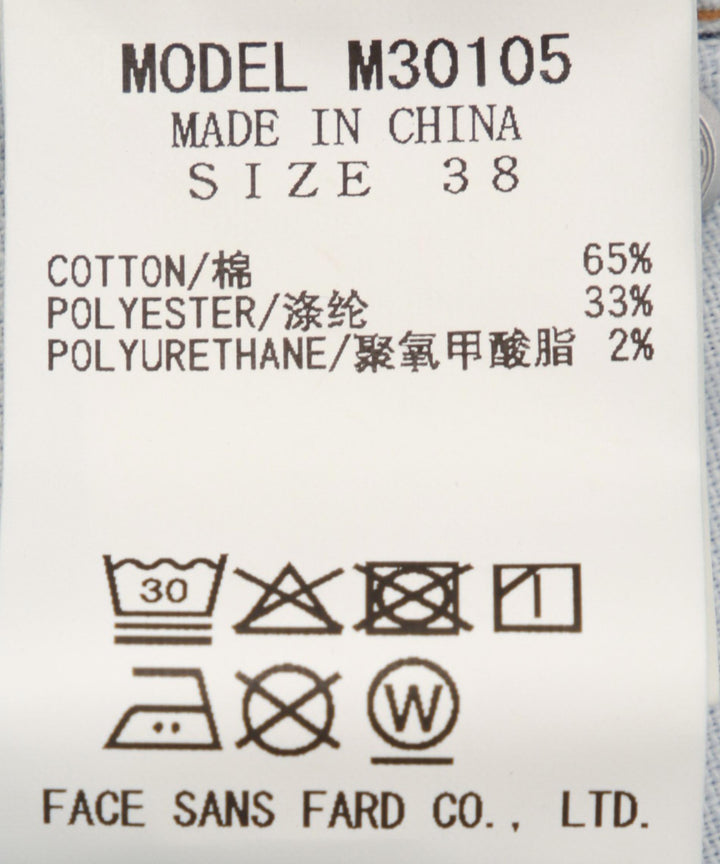 MODEL M30105
MADE IN CHINA
SIZE 38
COTTON/棉 65%
POLYESTER/涤纶 33%
POLYURETHANE/聚氧甲酸脂 2%
30
W
FACE SANS FARD CO., LTD.